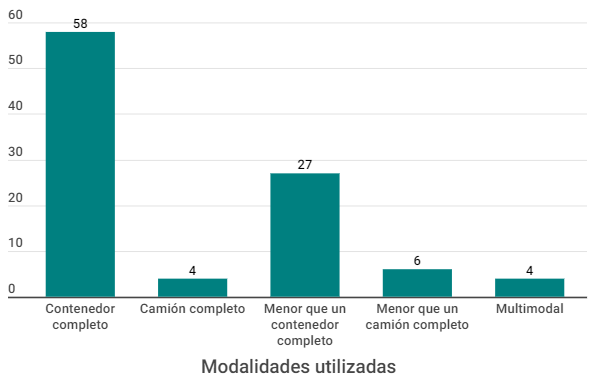 60
50
40
30
20
10
0
58
4
27
6
4
Contenedor
completo
Camión completo
Menor que un
contenedor
completo
Menor que un
camión completo
Multimodal
Modalidades utilizadas